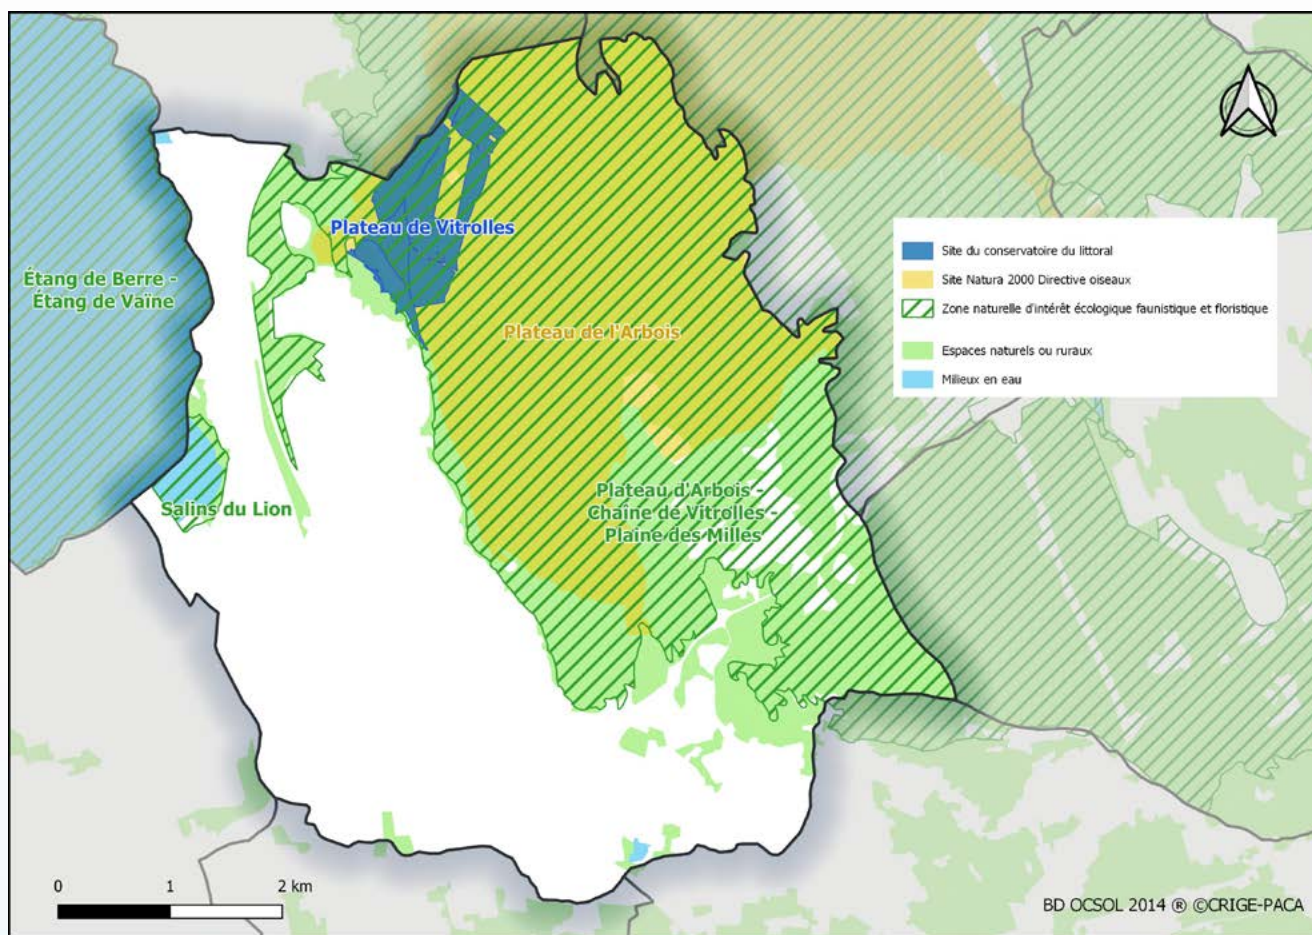 Plateau de Vitrolles
Étang de Berre -
Étang de Vaïne
Plateau de l'Arbois
Plateau d'Arbois -
Chaîne de Vitrolles -
Plaine des Milles
Salins du Lion
Site du conservatoire du littoral
Site Natura 2000 Directive oiseaux
Zone naturelle d'intérêt écologique faunistique et floristique
Espaces naturels ou ruraux
Milieux en eau
0 1 2 km
BD OCSOL 2014 ® ©CRIGE-PACA